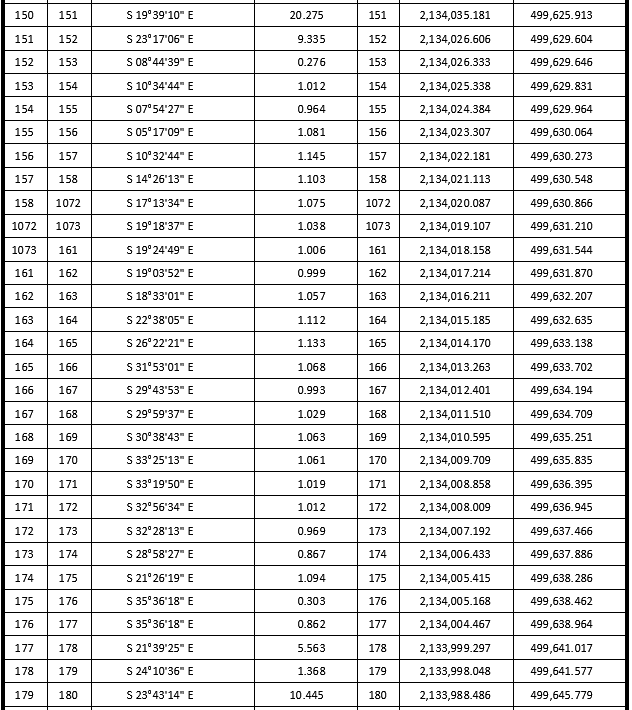 150 151 S 19°39'10" E 20.275 151 2,134,035.181 499,625.913
151 152 S 23°17'06" E 9.335 152 2,134,026.606 499,629.604
152 153 S 08°44'39" E 0.276 153 2,134,026.333 499,629.646
153 154 S 10°34'44" E 1.012 154 2,134,025.338 499,629.831
154 155 S 07°54'27" E 0.964 155 2,134,024.384 499,629.964
155 156 S 05°17'09" E 1.081 156 2,134,023.307 499,630.064
156 157 S 10°32'44" E 1.145 157 2,134,022.181 499,630.273
157 158 S 14°26'13" E 1.103 158 2,134,021.113 499,630.548
158 1072 S 17°13'34" E 1.075 1072 2,134,020.087 499,630.866
1072 1073 S 19°18'37" E 1.038 1073 2,134,019.107 499,631.210
1073 161 S 19°24'49" E 1.006 161 2,134,018.158 499,631.544
161 162 S 19°03'52" E 0.999 162 2,134,017.214 499,631.870
162 163 S 18°33'01" E 1.057 163 2,134,016.211 499,632.207
163 164 S 22°38'05" E 1.112 164 2,134,015.185 499,632.635
164 165 S 26°22'21" E 1.133 165 2,134,014.170 499,633.138
165 166 S 31°53'01" E 1.068 166 2,134,013.263 499,633.702
166 167 S 29°43'53" E 0.993 167 2,134,012.401 499,634.194
167 168 S 29°59'37" E 1.029 168 2,134,011.510 499,634.709
168 169 S 30°38'43" E 1.063 169 2,134,010.595 499,635.251
169 170 S 33°25'13" E 1.061 170 2,134,009.709 499,635.835
170 171 S 33°19'50" E 1.019 171 2,134,008.858 499,636.395
171 172 S 32°56'34" E 1.012 172 2,134,008.009 499,636.945
172 173 S 32°28'13" E 0.969 173 2,134,007.192 499,637.466
173 174 S 28°58'27" E 0.867 174 2,134,006.433 499,637.886
174 175 S 21°26'19" E 1.094 175 2,134,005.415 499,638.286
175 176 S 35°36'18" E 0.303 176 2,134,005.168 499,638.462
176 177 S 35°36'18" E 0.862 177 2,134,004.467 499,638.964
177 178 S 21°39'25" E 5.563 178 2,133,999.297 499,641.017
178 179 S 24°10'36" E 1.368 179 2,133,998.048 499,641.577
179 180 S 23°43'14" E 10.445 180 2,133,988.486 499,645.779